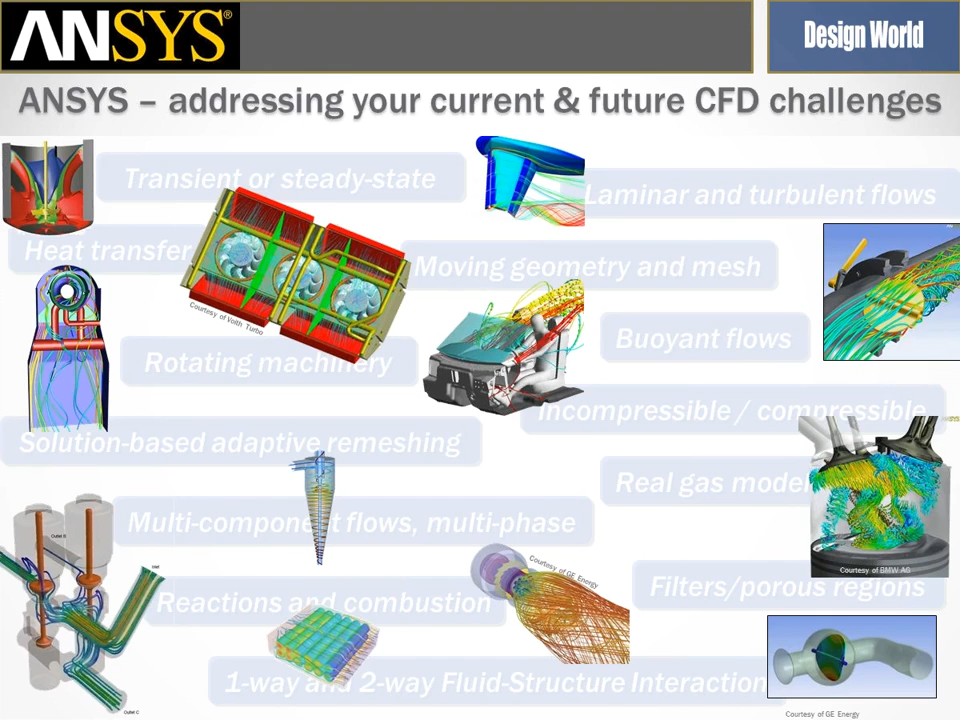 ANSYS®
Design World
ANSYS – addressing your current & future CFD challenges
Transient or steady-state
Laminar and turbulent flows
Heat transfer
Moving geometry and mesh
Courtesy of Voith Turbo
Buoyant flows
Rotating machinery
Incompressible / compressible
Solution-based adaptive remeshing
Real gas model
Multi-component flows, multi-phase
Outlet B
Courtesy of GE Energy
Inlet
Courtesy of BMW AG
Filters/porous regions
Reactions and combustion
1-way and 2-way Fluid-Structure Interaction
Outlet C
Courtesy of GE Energy